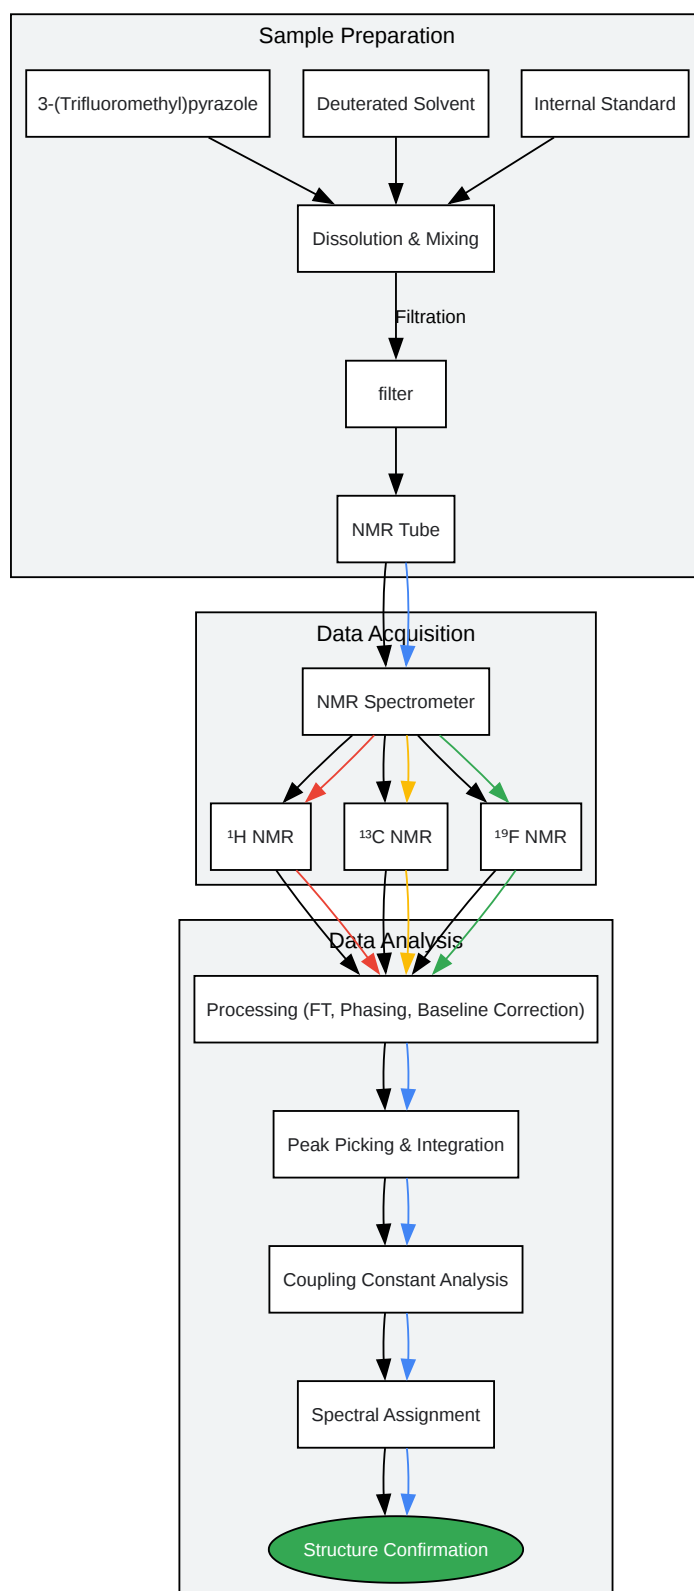 Sample Preparation
3-(Trifluoromethyl)pyrazole
Deuterated Solvent
Internal Standard
Dissolution & Mixing
Filtration
filter
NMR Tube
Data Acquisition
NMR Spectrometer
¹H NMR
¹³C NMR
¹⁹F NMR
Data Analysis
Processing (FT, Phasing, Baseline Correction)
Peak Picking & Integration
Coupling Constant Analysis
Spectral Assignment
Structure Confirmation